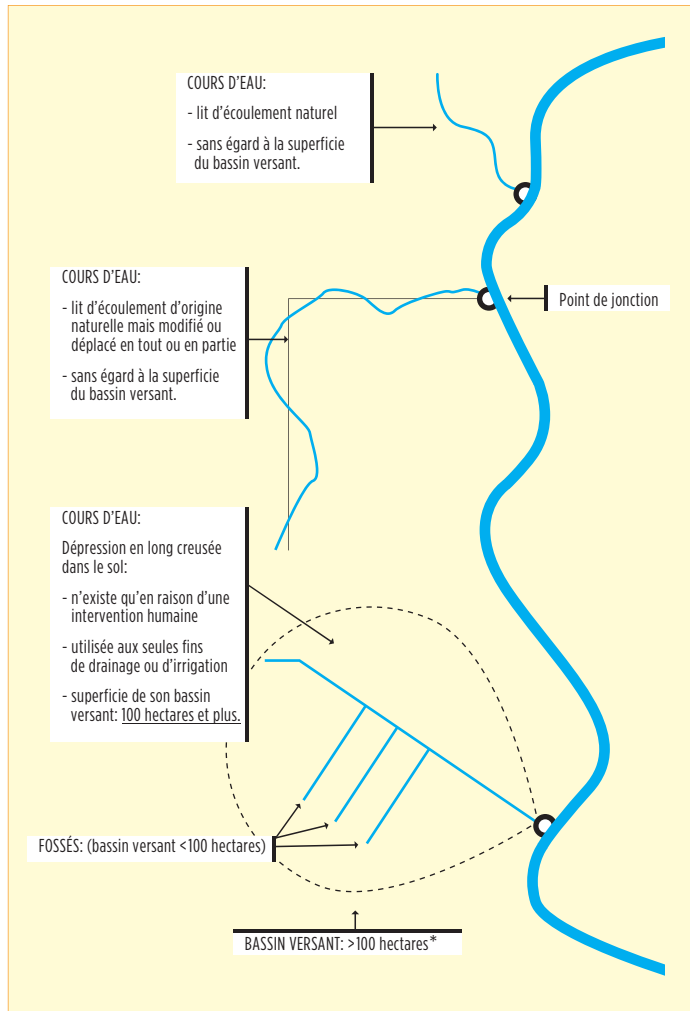 COURS D'EAU:
- lit d'écoulement naturel
- sans égard à la superficie
du bassin versant.
COURS D'EAU:
- lit d'écoulement d'origine
naturelle mais modifié ou
déplacé en tout ou en partie
- sans égard à la superficie
du bassin versant.
Point de jonction
COURS D'EAU:
Dépression en long creusée
dans le sol:
- n'existe qu'en raison d'une
intervention humaine
- utilisée aux seules fins
de drainage ou d'irrigation
- superficie de son bassin
versant: 100 hectares et plus.
FOSSÉS: (bassin versant <100 hectares)
BASSIN VERSANT: >100 hectares*